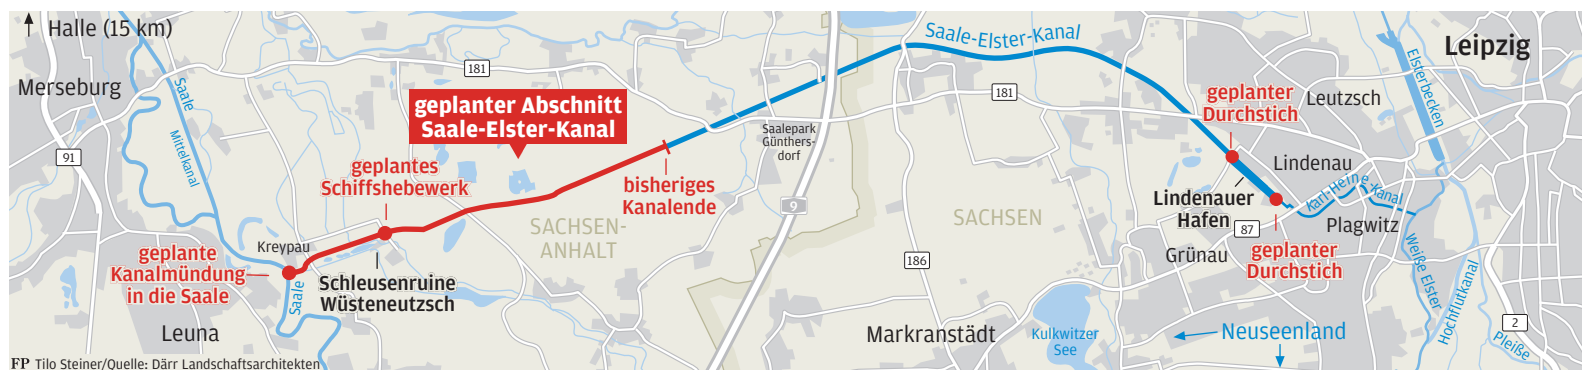 Halle (15 km)
Merseburg
91
Saale
Mittelkanal
181
geplanter Abschnitt
Saale-Elster-Kanal
geplantes
Schiffshebewerk
Kreypau
geplante
Kanalmündung
in die Saale
Saale
Leuna
Schleusenruine
Wüsteneutzsch
bisheriges
Kanalende
SACHSEN-
ANHALT
Saalepark
Günthers-
dorf
9
Saale-Elster-Kanal
181
SACHSEN
186
Markranstädt
Kulkwitzer
See
Leipzig
Elsterbecken
geplanter
Durchstich
Leutzsch
Lindenau
Lindenauer
Hafen
Karl-Heine-Kanal
87
Plagwitz
Grünau
geplanter
Durchstich
Weiße Elster
Hochflutkanal
Neuseenland
2
Pleiße
FP Tilo Steiner/Quelle: Därr Landschaftsarchitekten